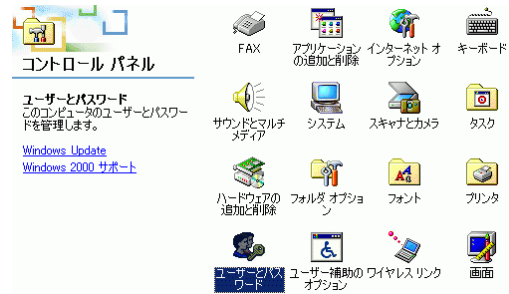 コントロール パネル
ユーザーとパスワード
このコンピュータのユーザーとパスワー
ドを管理します。
Windows Update
Windows 2000 サポート
FAX
アプリケーション
の追加と削除
インターネット オ
プション
キーボード
サウンドとマルチ
メディア
システム
スキャナとカメラ
タスク
ハードウェアの
追加と削除
フォルダ オプショ
ン
フォント
プリンタ
ユーザーとパス
ワード
ユーザー補助の
オプション
ワイヤレス リンク
画面